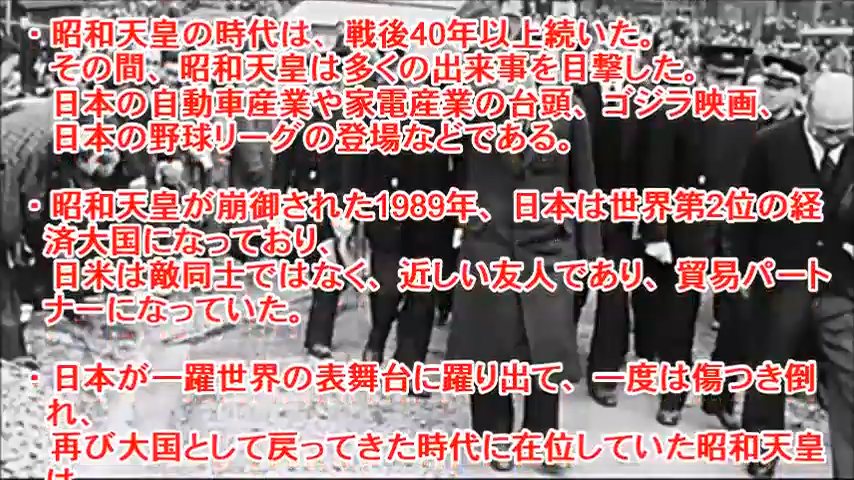 ・昭和天皇の時代は、戦後40年以上続いた。
その間、昭和天皇は多くの出来事を目撃した。
日本の自動車産業や家電産業の台頭、ゴジラ映画、
日本の野球リーグの登場などである。
・昭和天皇が崩御された1989年、日本は世界第2位の経
済大国になっており、
日米は敵同士ではなく、近しい友人であり、貿易パート
ナーになっていた。
・日本が一躍世界の表舞台に躍り出て、一度は傷つき倒
れ、
再び大国として戻ってきた時代に在位していた昭和天皇
は